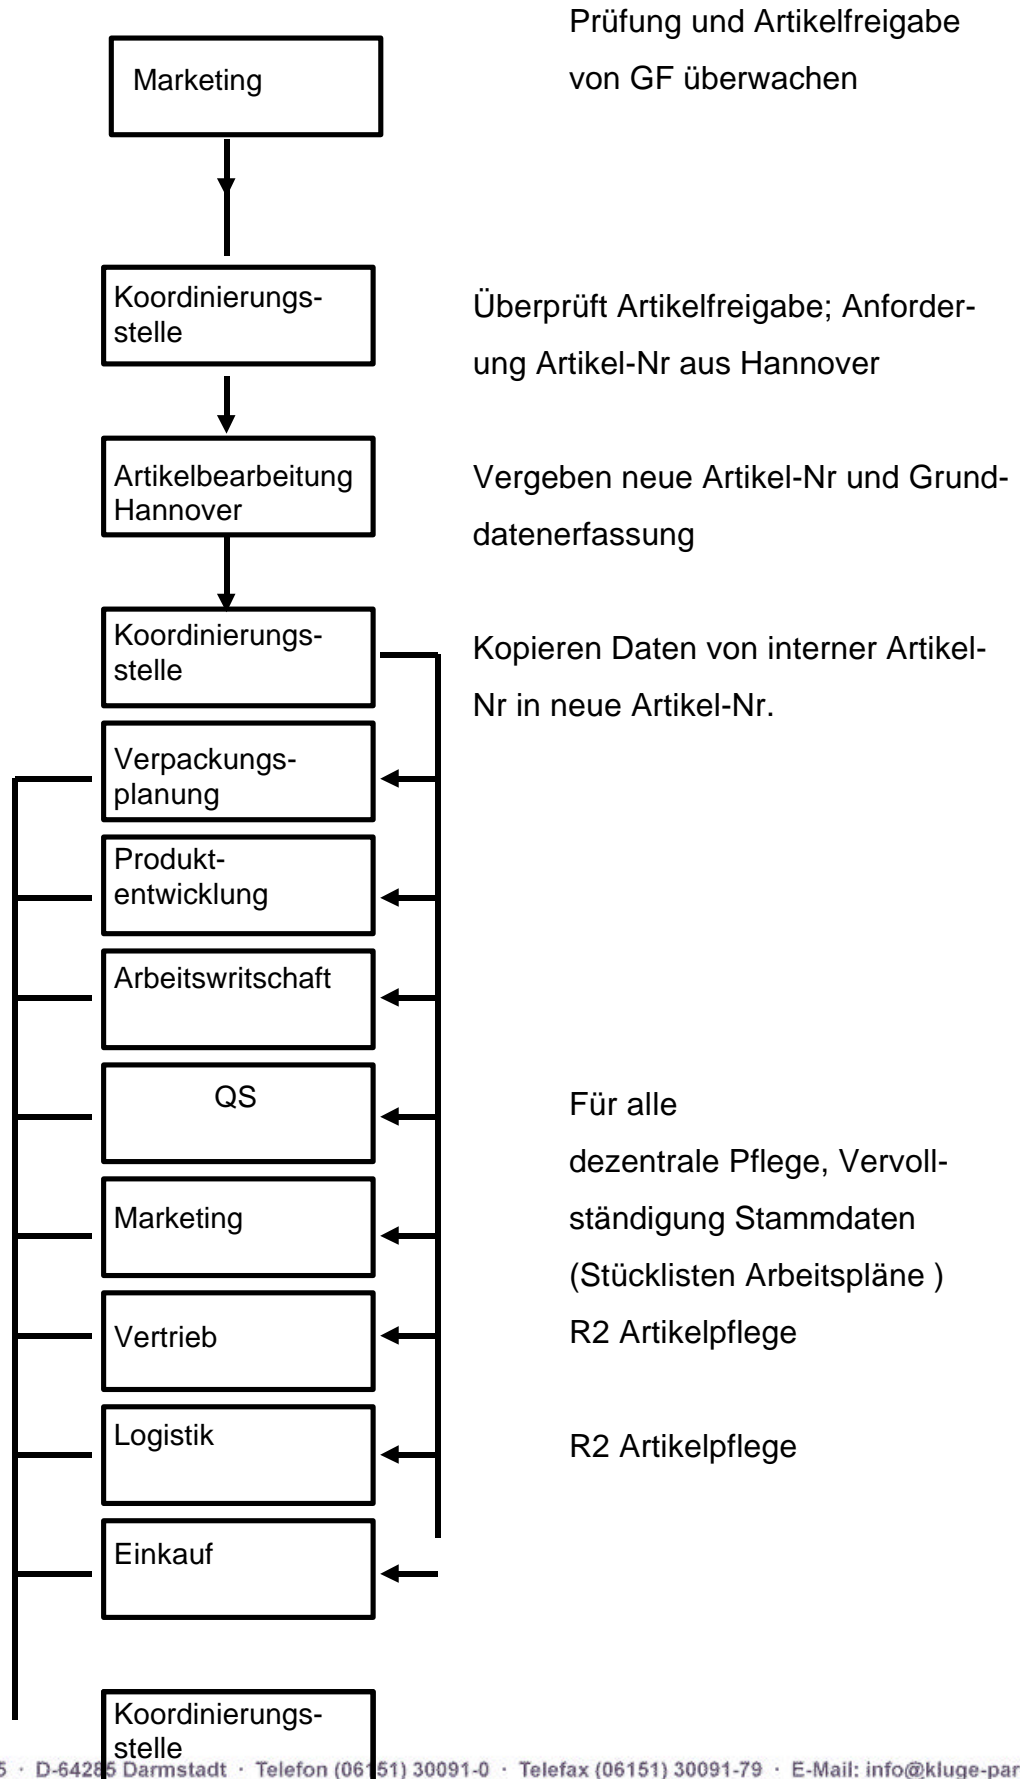 Prüfung und Artikelfreigabe
Marketing
von GF überwachen
Koordinierungs-
stelle
Überprüft Artikelfreigabe; Anforder-
ung Artikel-Nr aus Hannover
Artikelbearbeitung
Hannover
Vergeben neue Artikel-Nr und Grund-
datenerfassung
Koordinierungs-
stelle
Kopieren Daten von interner Artikel-
Nr in neue Artikel-Nr.
Verpackungs-
planung
Produkt-
entwicklung
Arbeitswritschaft
QS
Für alle
dezentrale Pflege, Vervoll-
ständigung Stammdaten
(Stücklisten Arbeitspläne )
Marketing
Vertrieb
R2 Artikelpflege
Logistik
R2 Artikelpflege
Einkauf
Koordinierungs-
stelle
5 · D-64285 Darmstadt · Telefon (06151) 30091-0 · Telefax (06151) 30091-79 · E-Mail: info@kluge-par